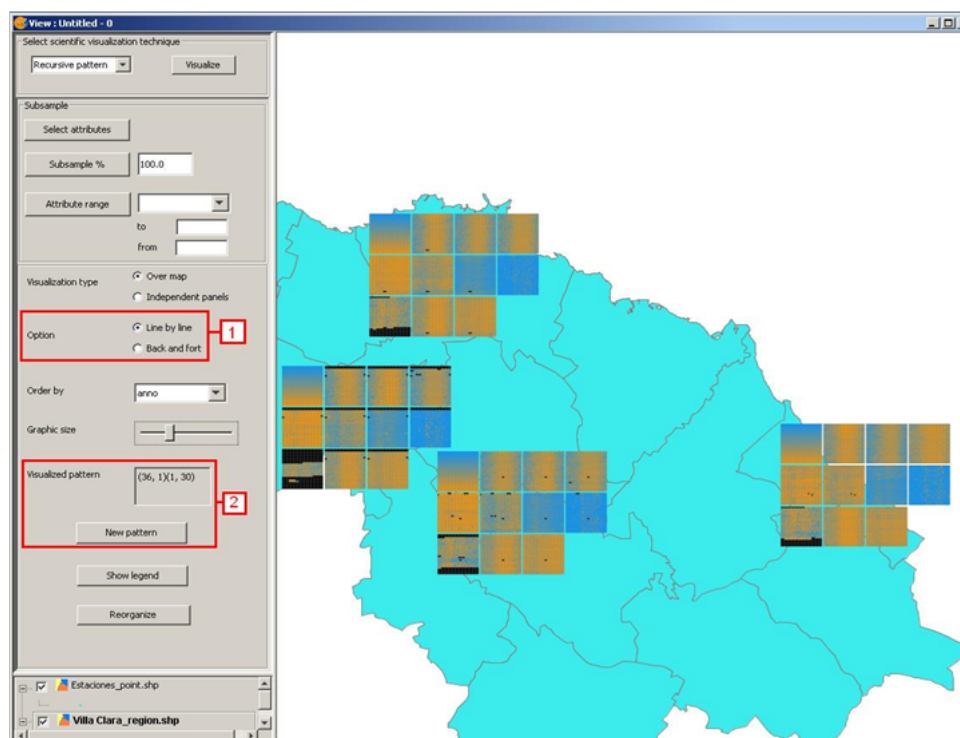 View : Untitled - 0
Select scientific visualization technique
Recursive pattern
Visualize
Subsample
Select attributes
Subsample %
100.0
Attribute range
to
from
Visualization type
Over map
Independent panels
Option
Line by line
1
Back and fort
Order by
anno
Graphic size
Visualized pattern
(36, 1)(1, 30)
2
New pattern
Show legend
Reorganize
Estaciones_point.shp
Villa Clara_region.shp